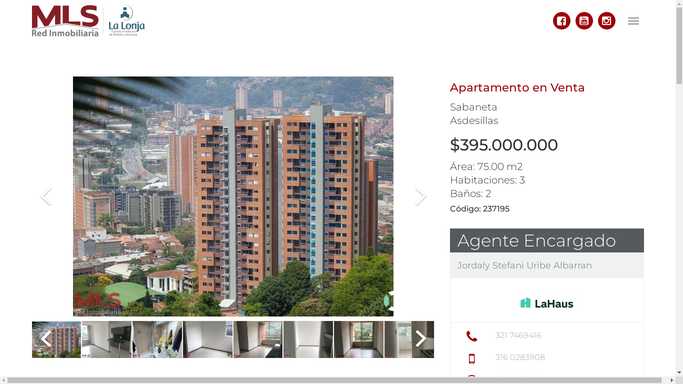 MLS
Red Inmobiliaria
La Lonja
Apartamento en Venta
Sabaneta
Asdesillas
$395.000.000
Área: 75.00 m2
Habitaciones: 3
Baños: 2
Código: 237195
MLS
Agente Encargado
Jordaly Stefani Uribe Albarran
LaHaus
321 7469416
316 0283908